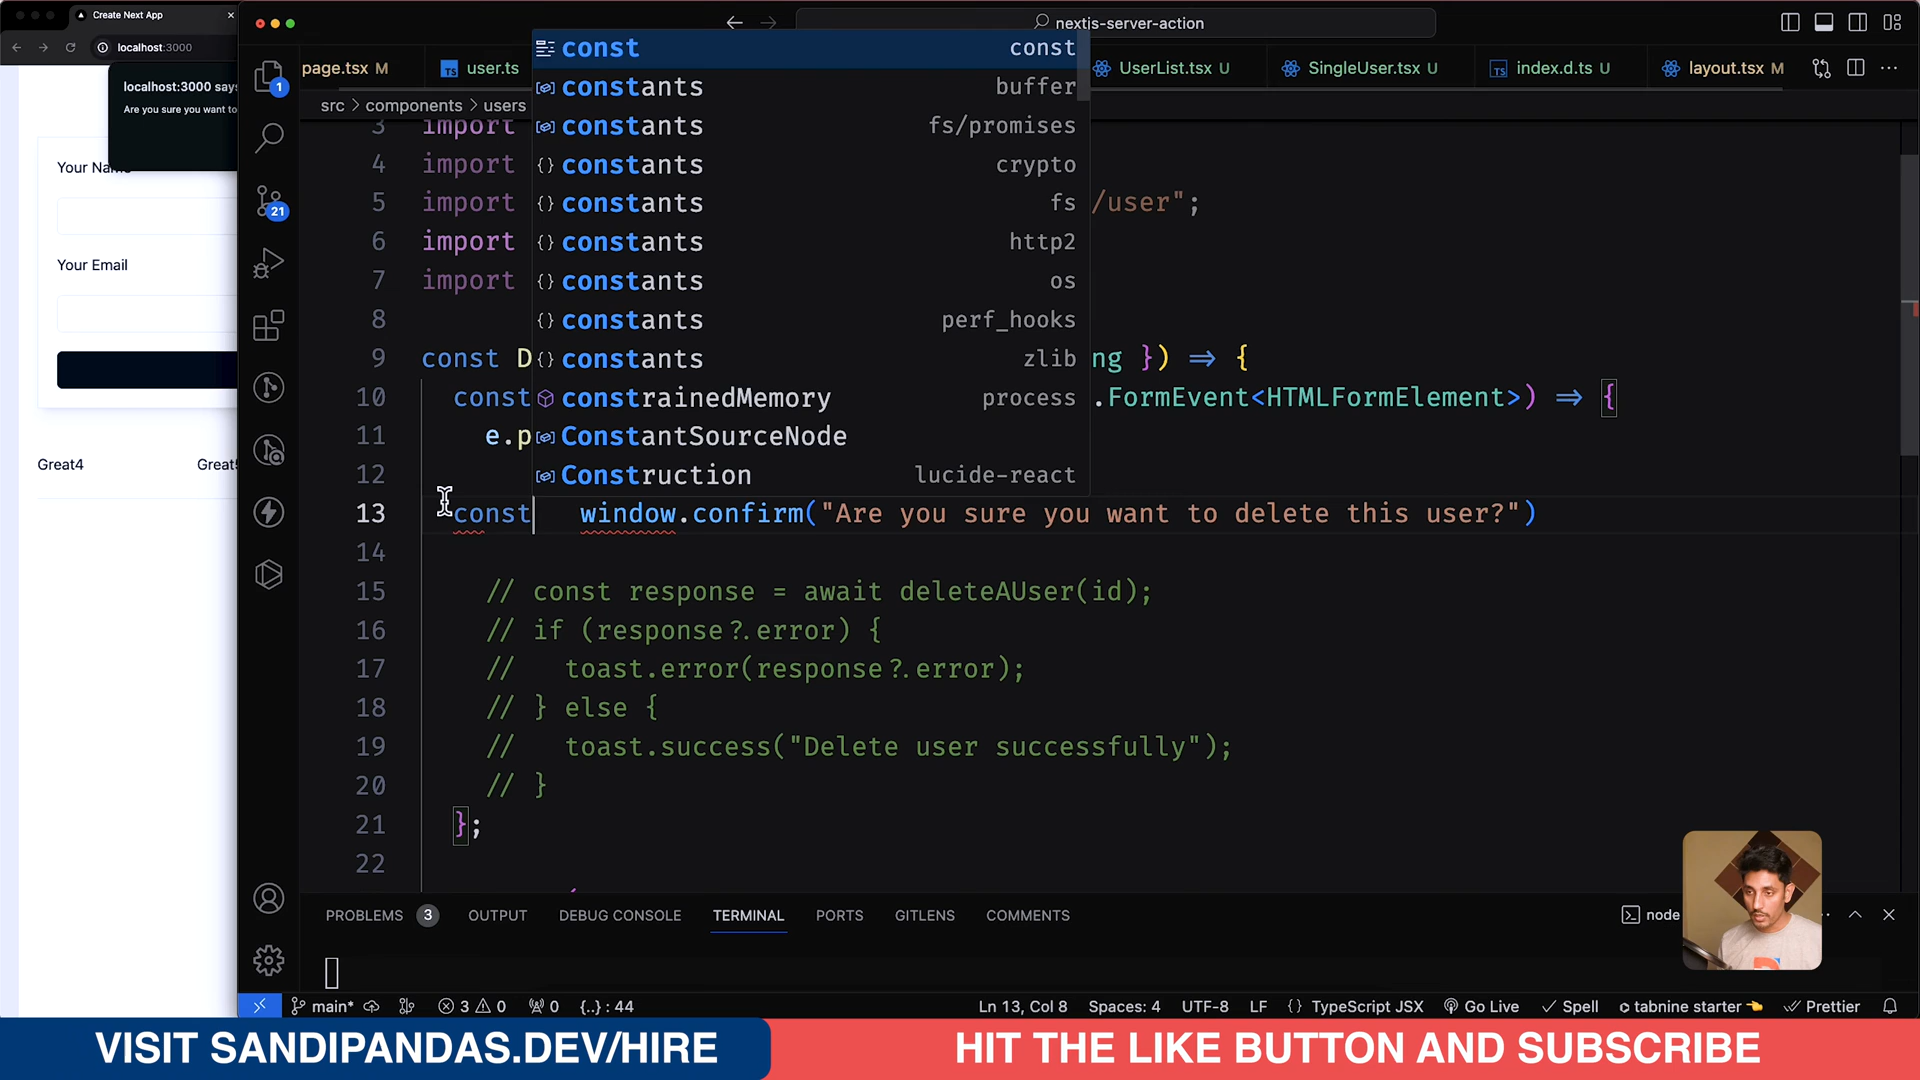 Create Next App
localhost:3000
localhost:3000 says
Are you sure you want to
Your Name
Your Email
Great4
nextjs-server-action
page.tsx M
user.ts
UserList.tsx U
SingleUser.tsx U
index.d.ts U
layout.tsx M
src > components > users
const const
constants buffer
constants fs/promises
constants crypto
constants fs
constants http2
constants os
constants perf_hooks
constants zlib
constrainedMemory process
ConstantSourceNode
Construction lucide-react
1
21
3 import
4 import
5 import /user";
6 import
7 import
8
9 const D ng }) => {
10 const .FormEvent<HTMLFormElement>) => {
11 e.p
12
13 const window.confirm("Are you sure you want to delete this user?")
14
15 // const response = await deleteAUser(id);
16 // if (response?.error) {
17 // toast.error(response?.error);
18 // } else {
19 // toast.success("Delete user successfully");
20 // }
21 };
22
PROBLEMS 3 OUTPUT DEBUG CONSOLE TERMINAL PORTS GITLENS COMMENTS
node
main* 3 0 0 {..} : 44
Ln 13, Col 8 Spaces: 4 UTF-8 LF {} TypeScript JSX Go Live Spell tabnine starter Prettier
VISIT SANDIPANDAS.DEV/HIRE
HIT THE LIKE BUTTON AND SUBSCRIBE